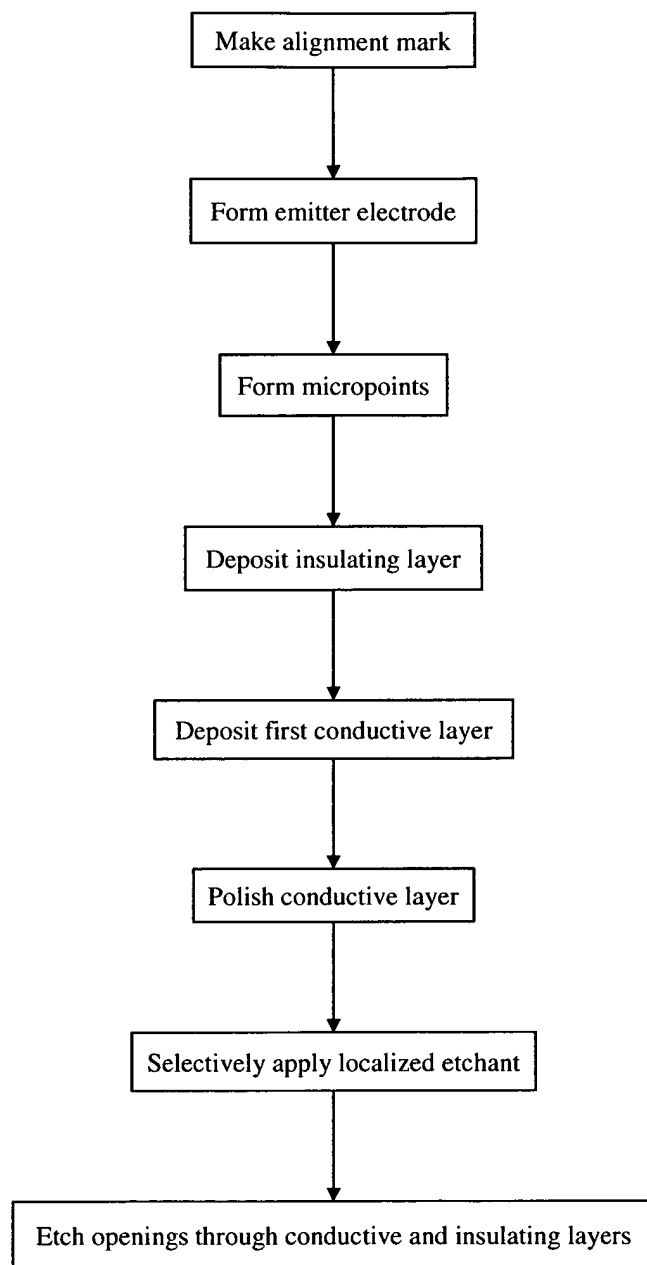 Make alignment mark
Form emitter electrode
Form micropoints
Deposit insulating layer
Deposit first conductive layer
Polish conductive layer
Selectively apply localized etchant
Etch openings through conductive and insulating layers